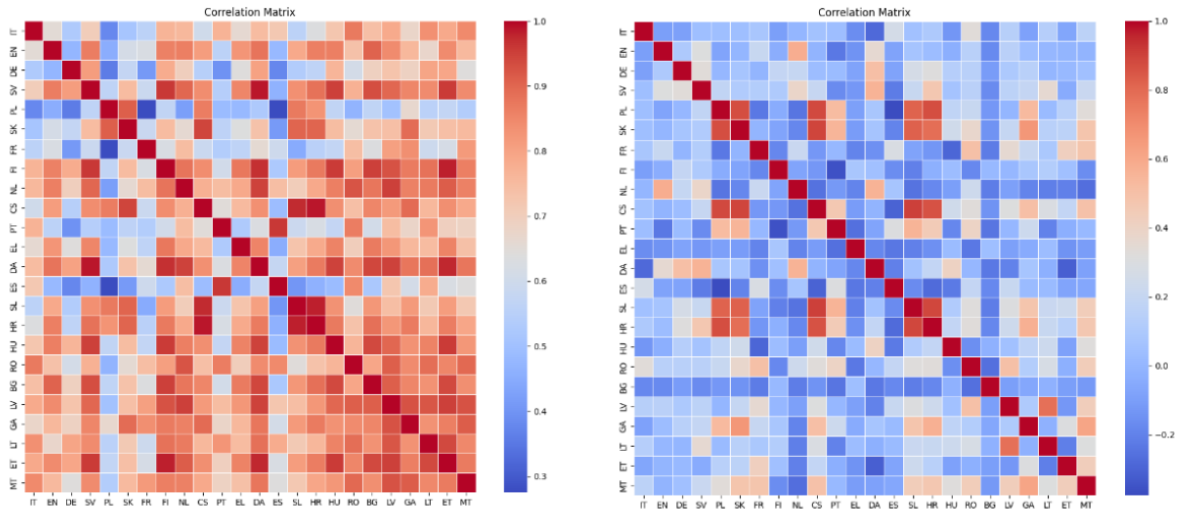 Correlation Matrix
IT
EN
DE
SV
PL
SK
FR
FI
NL
CS
PT
EL
DA
ES
SL
HR
HU
RO
BG
LV
GA
LT
ET
MT
IT EN DE SV PL SK FR FI NL CS PT EL DA ES SL HR HU RO BG LV GA LT ET MT
1.0
0.9
0.8
0.7
0.6
0.5
0.4
0.3
Correlation Matrix
IT
EN
DE
SV
PL
SK
FR
FI
NL
CS
PT
EL
DA
ES
SL
HR
HU
RO
BG
LV
GA
LT
ET
MT
IT EN DE SV PL SK FR FI NL CS PT EL DA ES SL HR HU RO BG LV GA LT ET MT
1.0
0.8
0.6
0.4
0.2
0.0
−0.2